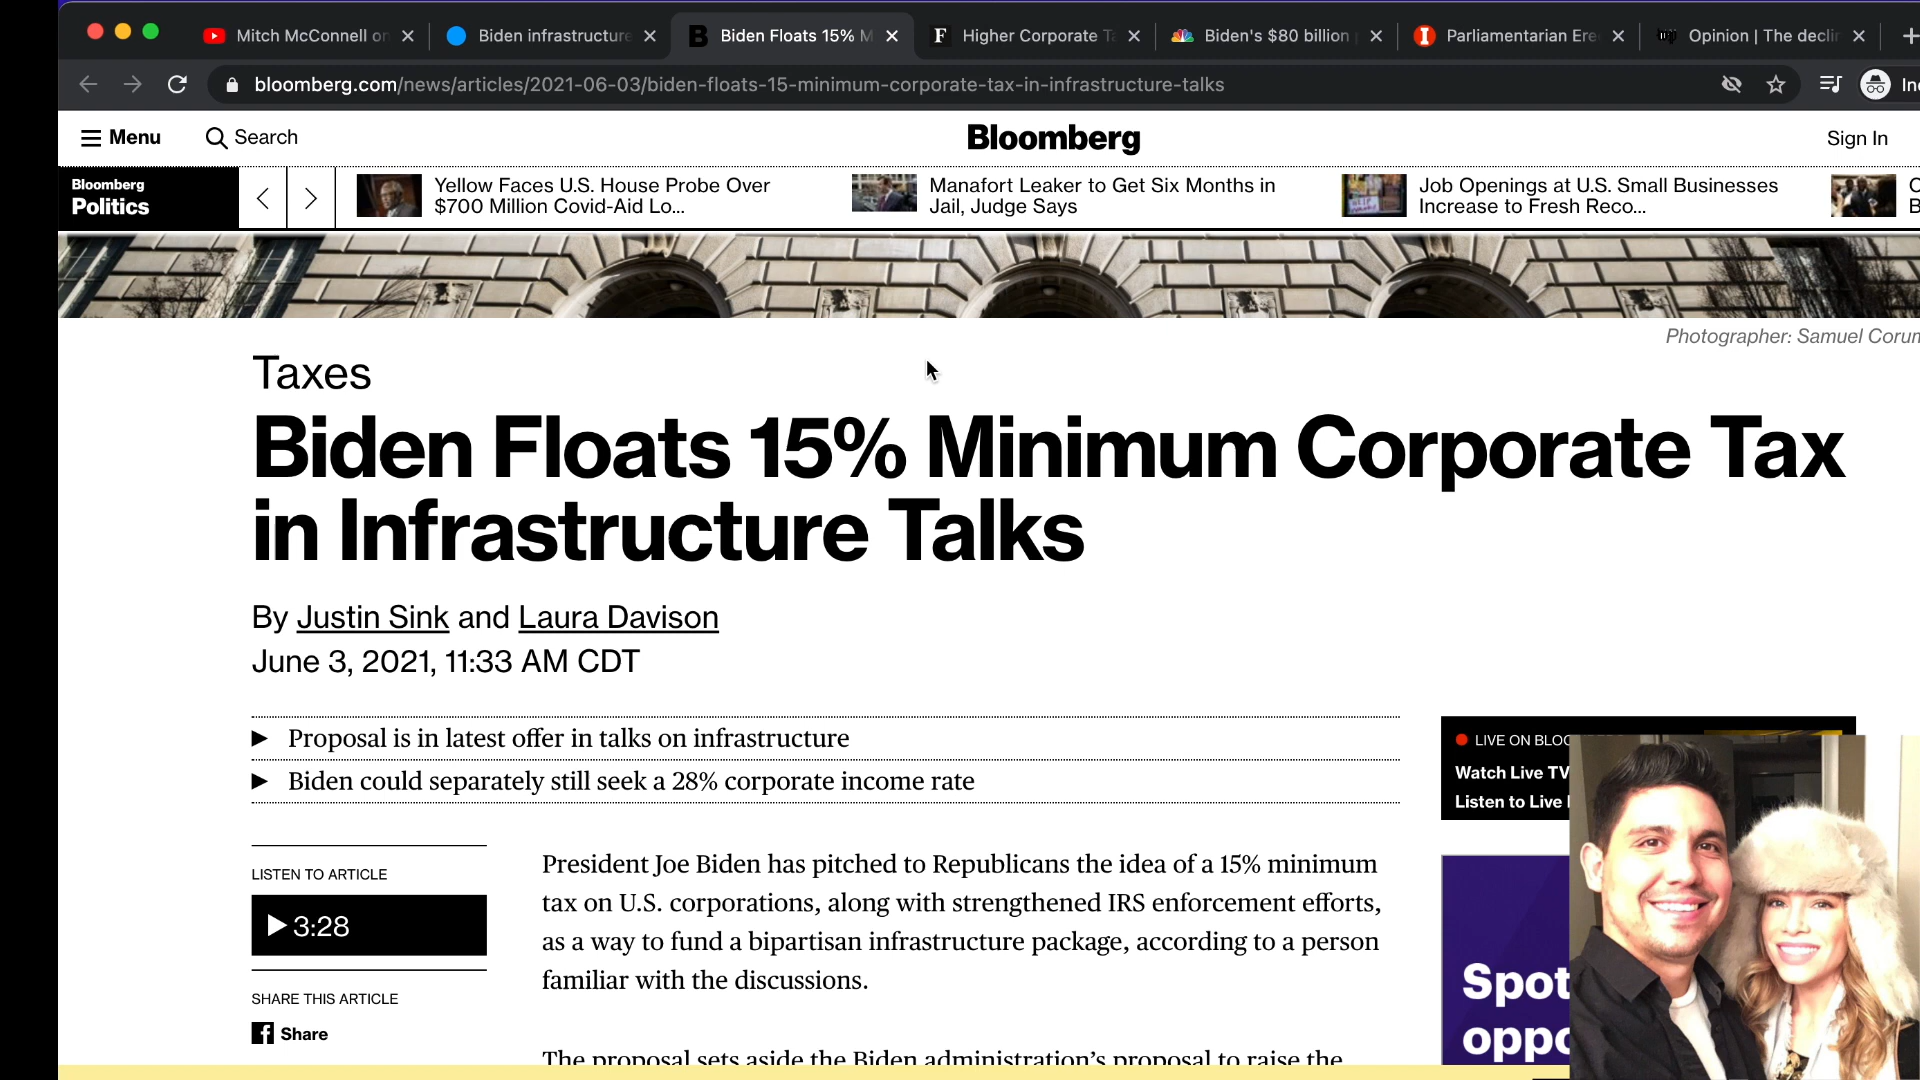 Mitch McConnell on
Biden infrastructure
Biden Floats 15% M
Higher Corporate Ta
Biden's $80 billion
Parliamentarian Ere
Opinion | The declin
bloomberg.com/news/articles/2021-06-03/biden-floats-15-minimum-corporate-tax-in-infrastructure-talks
Menu
Search
Bloomberg
Sign In
Bloomberg
Politics
Yellow Faces U.S. House Probe Over
$700 Million Covid-Aid Lo...
Manafort Leaker to Get Six Months in
Jail, Judge Says
Job Openings at U.S. Small Businesses
Increase to Fresh Reco...
Photographer: Samuel Corum
Taxes
Biden Floats 15% Minimum Corporate Tax
in Infrastructure Talks
By Justin Sink and Laura Davison
June 3, 2021, 11:33 AM CDT
Proposal is in latest offer in talks on infrastructure
Biden could separately still seek a 28% corporate income rate
LIVE ON BLOO
Watch Live TV
Listen to Live
LISTEN TO ARTICLE
3:28
SHARE THIS ARTICLE
Share
President Joe Biden has pitched to Republicans the idea of a 15% minimum
tax on U.S. corporations, along with strengthened IRS enforcement efforts,
as a way to fund a bipartisan infrastructure package, according to a person
familiar with the discussions.
The proposal sets aside the Biden administration's proposal to raise the
Spot
oppo